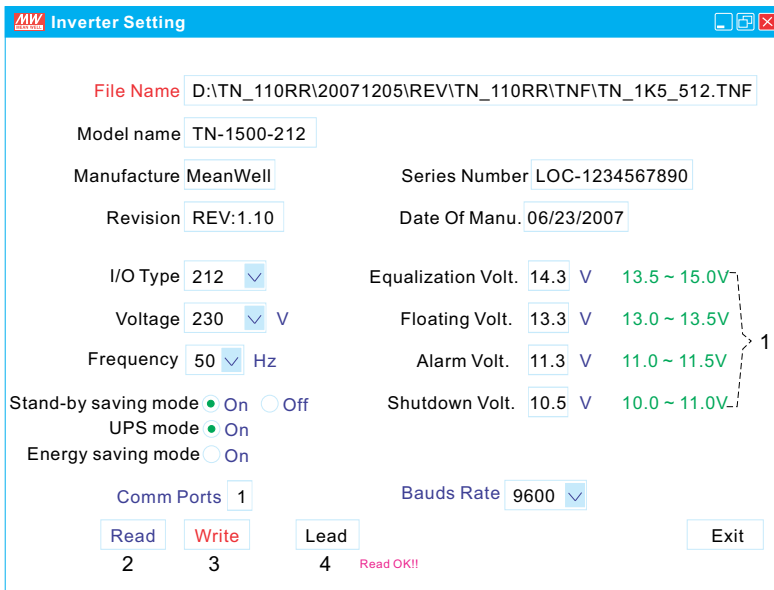 MW MEAN WELL Inverter Setting
File Name D:\TN_110RR\20071205\REV\TN_110RR\TNF\TN_1K5_512.TNF
Model name TN-1500-212
Manufacture MeanWell Series Number LOC-1234567890
Revision REV:1.10 Date Of Manu. 06/23/2007
I/O Type 212 Equalization Volt. 14.3 V 13.5 ~ 15.0V
Voltage 230 V Floating Volt. 13.3 V 13.0 ~ 13.5V
1
Frequency 50 Hz Alarm Volt. 11.3 V 11.0 ~ 11.5V
Stand-by saving mode On Off Shutdown Volt. 10.5 V 10.0 ~ 11.0V
UPS mode On
Energy saving mode On
Comm Ports 1 Bauds Rate 9600
Read Write Lead Exit
2 3 4 Read OK!!